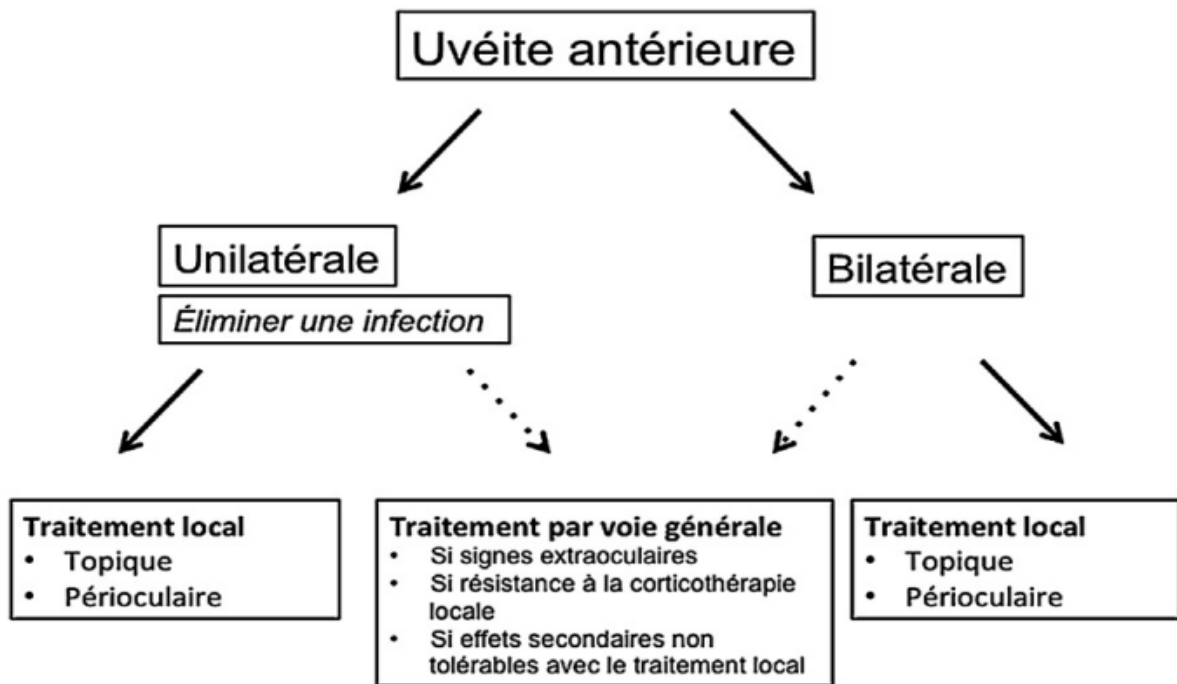 Uvéite antérieure
Unilatérale
Bilatérale
Éliminer une infection
Traitement local
• Topique
• Périoculaire
Traitement par voie générale
• Si signes extraoculaires
• Si résistance à la corticothérapie
locale
• Si effets secondaires non
tolérables avec le traitement local
Traitement local
• Topique
• Périoculaire